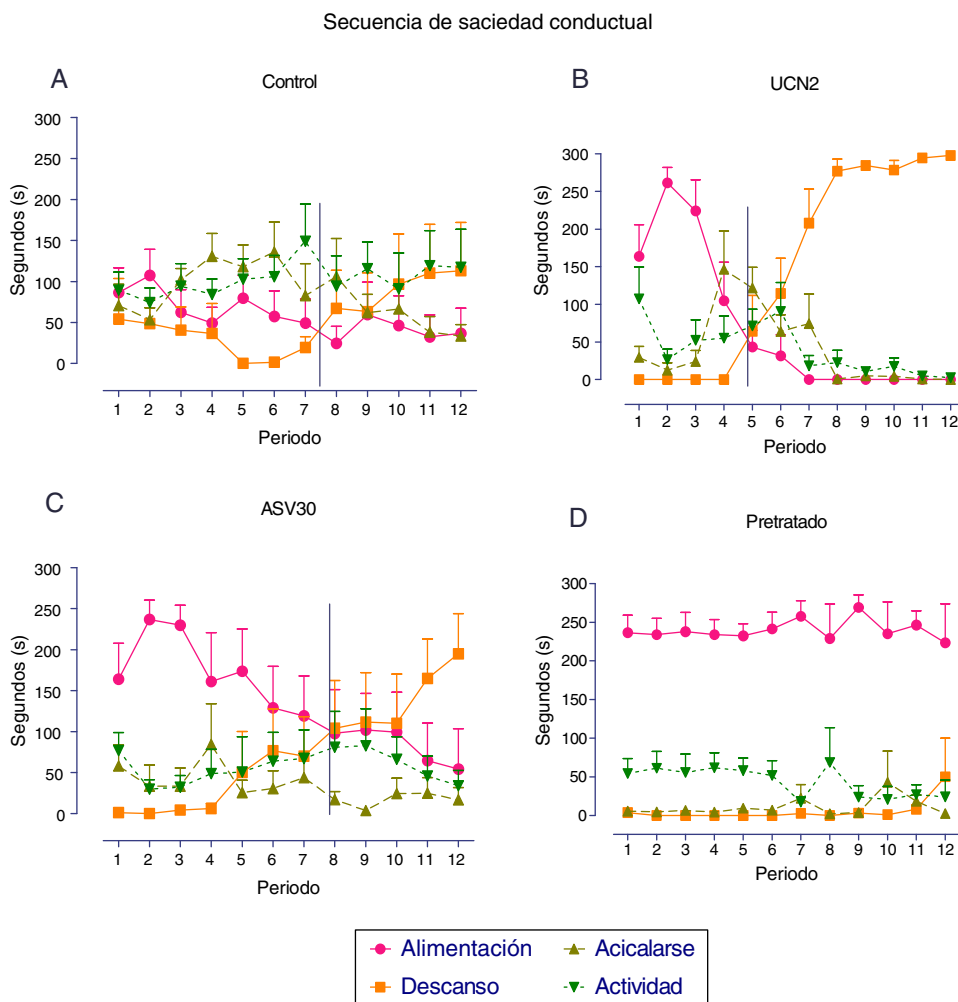 Secuencia de saciedad conductual
A
Control
Segundos (s)
300
250
200
150
100
50
0
1 2 3 4 5 6 7 8 9 10 11 12
Periodo
B
UCN2
Segundos (s)
300
250
200
150
100
50
0
1 2 3 4 5 6 7 8 9 10 11 12
Periodo
C
ASV30
Segundos (s)
300
250
200
150
100
50
0
1 2 3 4 5 6 7 8 9 10 11 12
Periodo
D
Pretratado
Segundos (s)
300
250
200
150
100
50
0
1 2 3 4 5 6 7 8 9 10 11 12
Periodo
Alimentación
Acicalarse
Descanso
Actividad